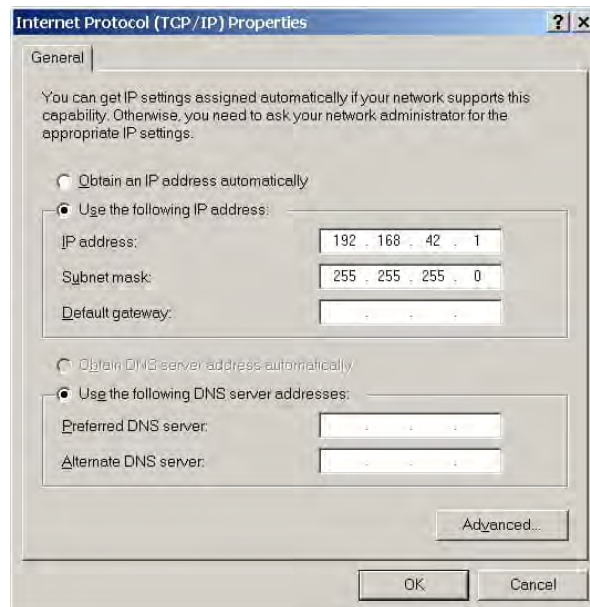 Internet Protocol (TCP/IP) Properties
? ×
General
You can get IP settings assigned automatically if your network supports this
capability. Otherwise, you need to ask your network administrator for the
appropriate IP settings.
Obtain an IP address automatically
Use the following IP address:
IP address: 192 . 168 . 42 . 1
Subnet mask: 255 . 255 . 255 . 0
Default gateway: . . .
Obtain DNS server address automatically
Use the following DNS server addresses:
Preferred DNS server: . . .
Alternate DNS server: . . .
Advanced...
OK Cancel